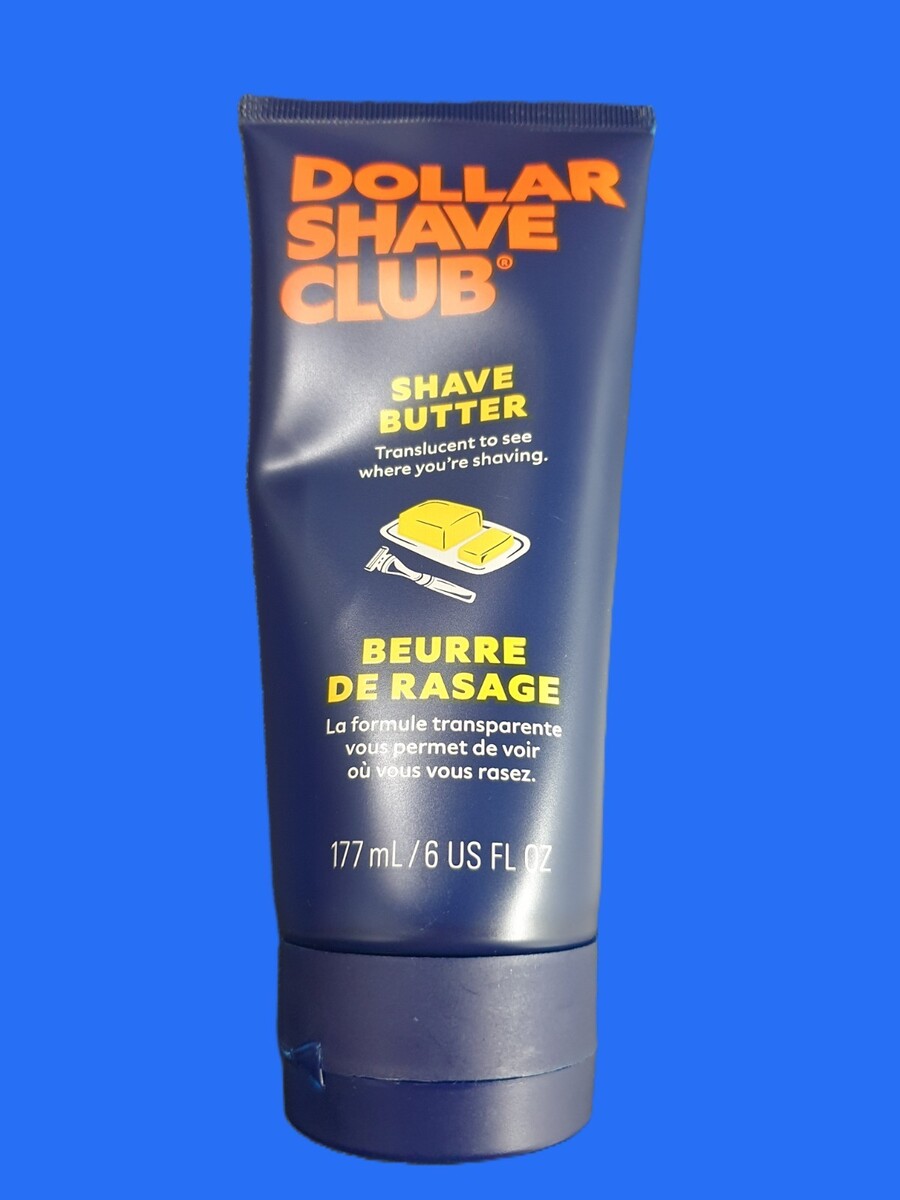 DOLLAR
SHAVE
CLUB®
SHAVE
BUTTER
Translucent to see
where you're shaving.
BEURRE
DE RASAGE
La formule transparente
vous permet de voir
où vous vous rasez.
177 mL / 6 US FL OZ